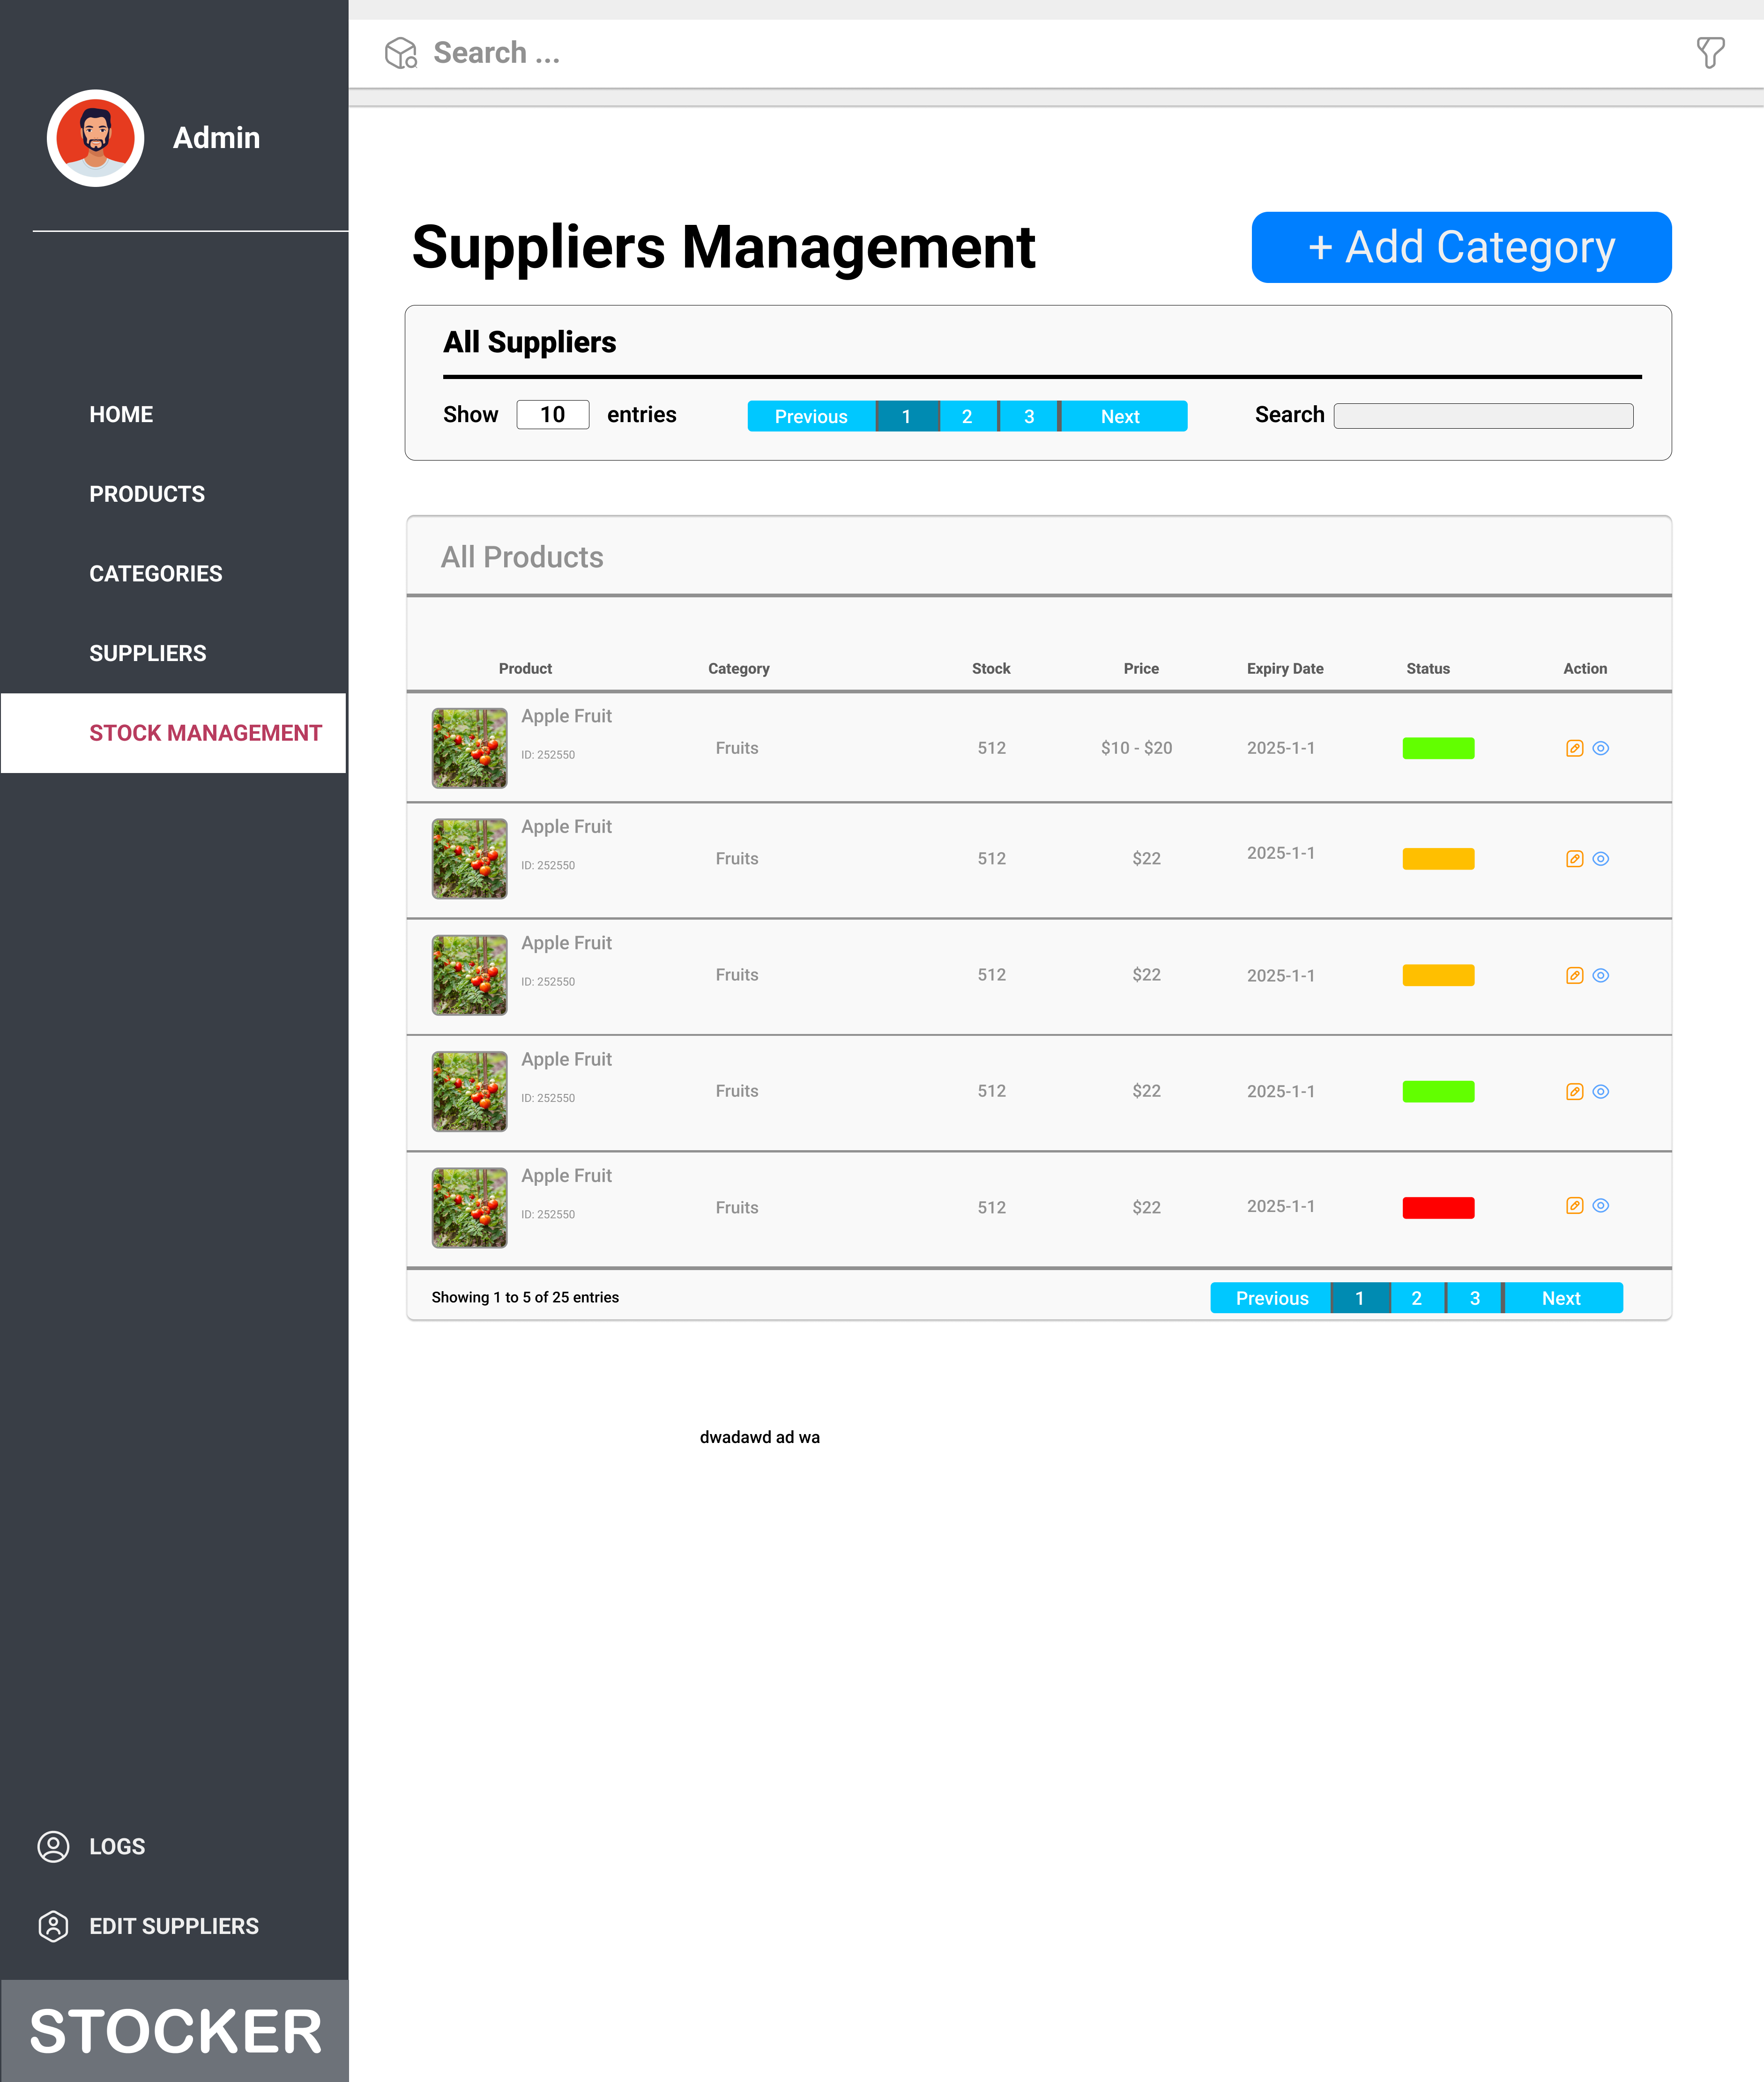 Search ...
Admin
Suppliers Management
+ Add Category
All Suppliers
Show 10 entries Previous 1 2 3 Next Search
HOME
PRODUCTS
CATEGORIES
SUPPLIERS
STOCK MANAGEMENT
All Products
Product Category Stock Price Expiry Date Status Action
Apple Fruit
ID: 252550
Fruits 512 $10 - $20 2025-1-1
Apple Fruit
ID: 252550
Fruits 512 $22 2025-1-1
Apple Fruit
ID: 252550
Fruits 512 $22 2025-1-1
Apple Fruit
ID: 252550
Fruits 512 $22 2025-1-1
Apple Fruit
ID: 252550
Fruits 512 $22 2025-1-1
Showing 1 to 5 of 25 entries Previous 1 2 3 Next
dwadawd ad wa
LOGS
EDIT SUPPLIERS
STOCKER